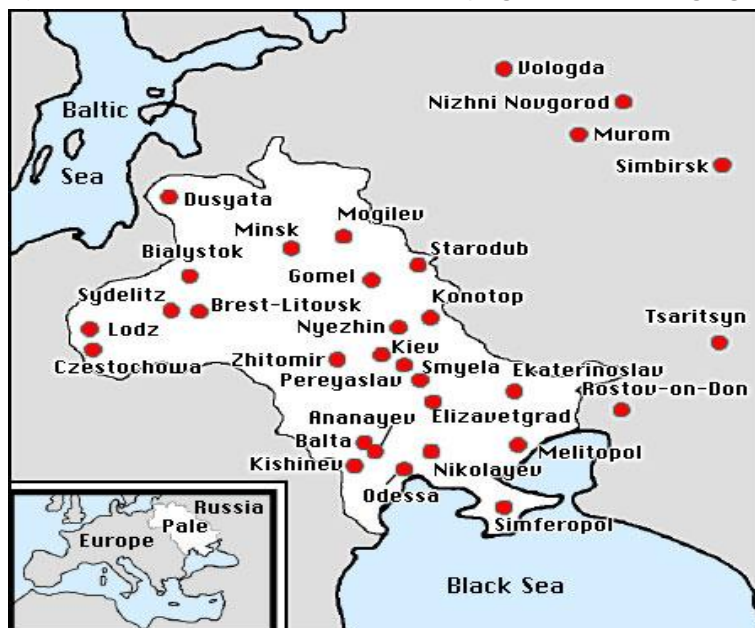 Vologda
Baltic
Nizhni Novgorod
Murom
Sea
Simbirsk
Dusyata
Mogilev
Minsk
Bialystok
Starodub
Gomel
Sydelitz
Brest-Litovsk
Konotop
Lodz
Nyezhin
Tsaritsyn
Kiev
Czestochowa
Zhitomir
Smyela
Ekaterinoslav
Pereyaslav
Rostov-on-Don
Ananayev
Elizavetgrad
Balta
Melitopol
Kishinev
Nikolayev
Odessa
Russia
Pale
Simferopol
Europe
Black Sea